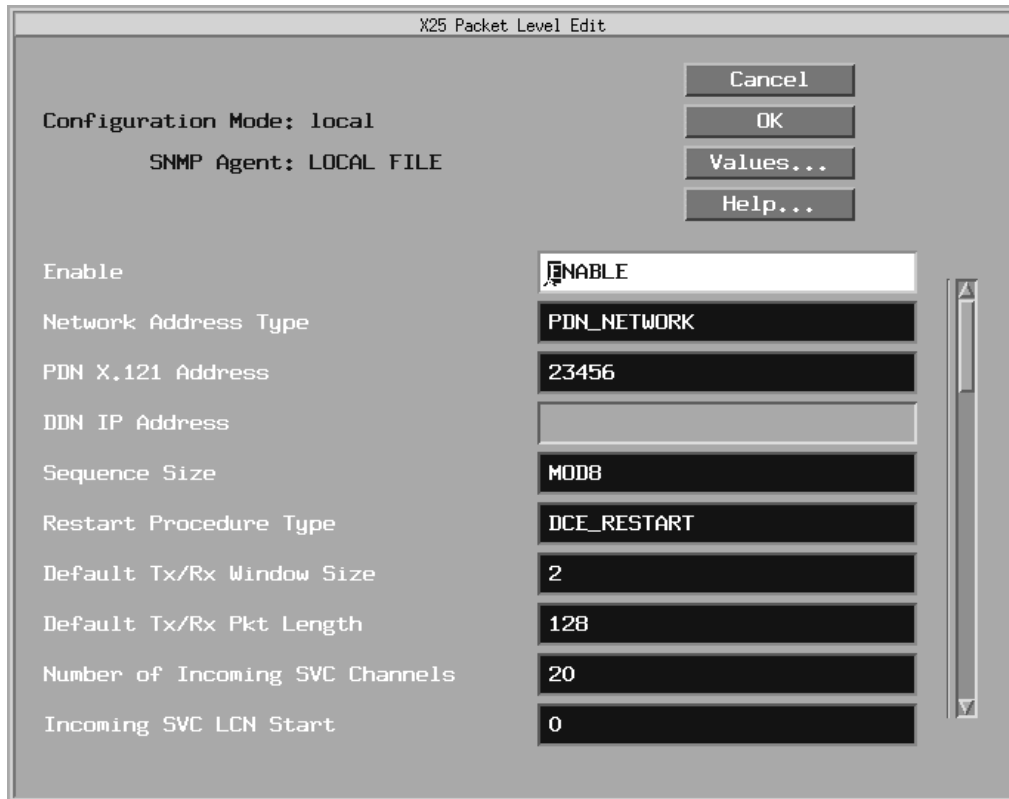 X25 Packet Level Edit
Cancel
Configuration Mode: local
OK
SNMP Agent: LOCAL FILE
Values...
Help...
Enable
ENABLE
Network Address Type
PDN_NETWORK
PDN X.121 Address
23456
DDN IP Address
Sequence Size
MOD8
Restart Procedure Type
DCE_RESTART
Default Tx/Rx Window Size
2
Default Tx/Rx Pkt Length
128
Number of Incoming SVC Channels
20
Incoming SVC LCN Start
0